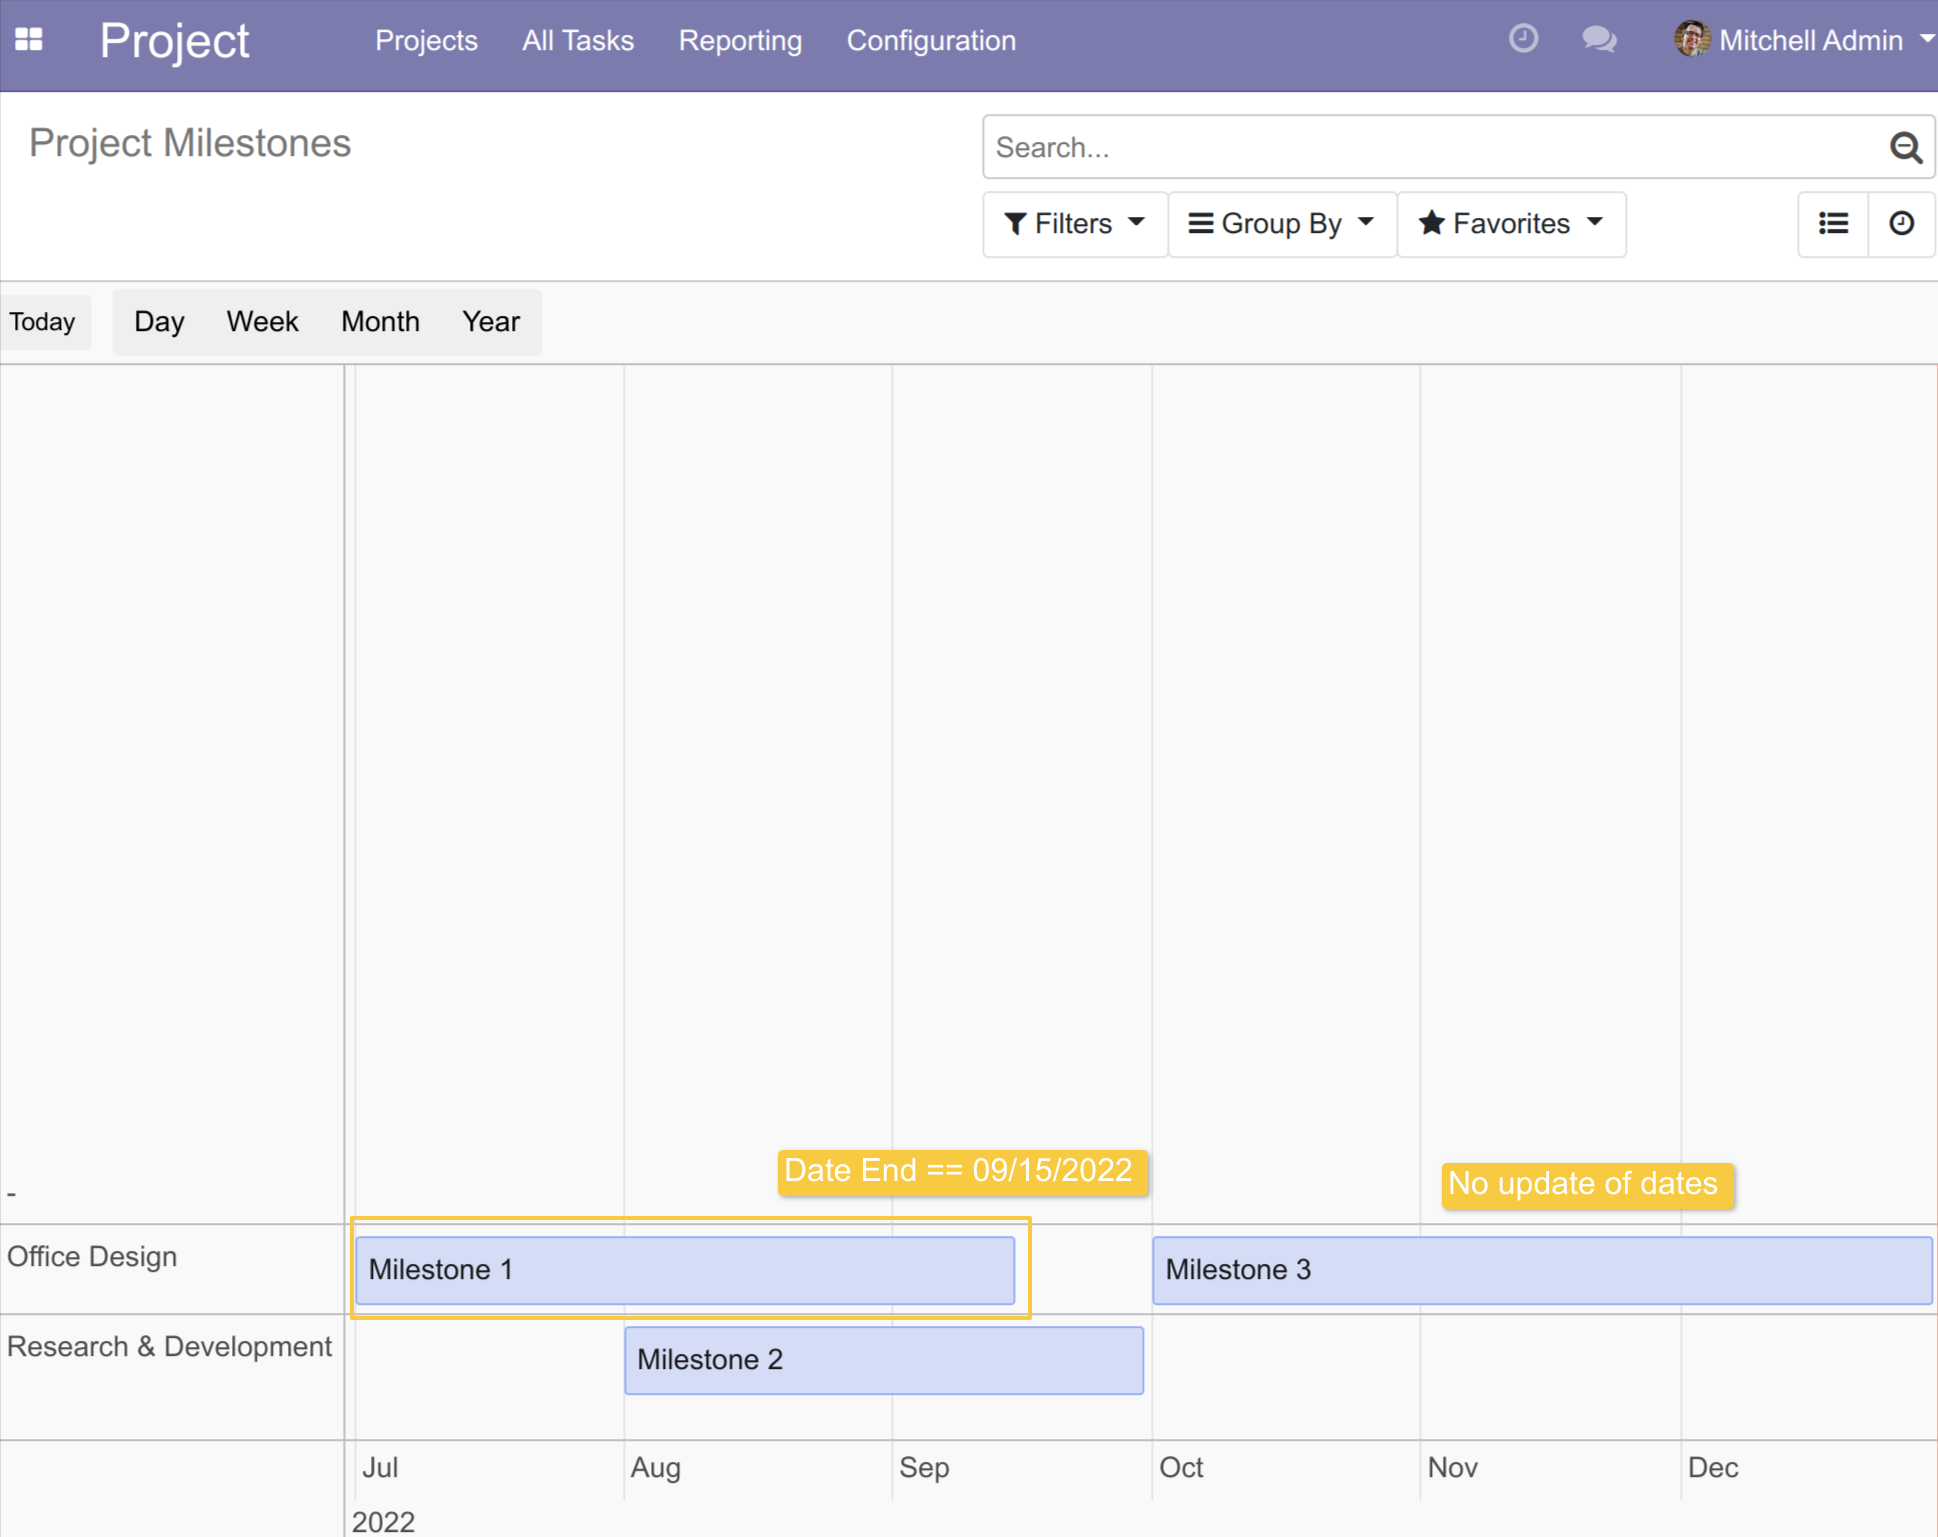 Project
Projects All Tasks Reporting Configuration
Mitchell Admin
Project Milestones
Search...
Filters Group By Favorites
Today Day Week Month Year
-
Date End == 09/15/2022
No update of dates
Office Design
Milestone 1
Milestone 3
Research & Development
Milestone 2
Jul Aug Sep Oct Nov Dec
2022